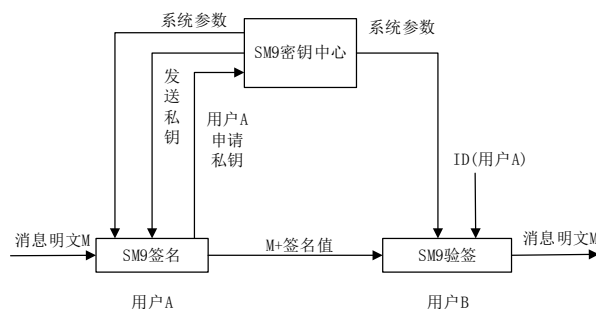 系统参数
系统参数
SM9密钥中心
发
送
私
钥
用户A
申请
私钥
ID(用户A)
消息明文M
SM9签名
M+签名值
SM9验签
消息明文M
用户A
用户B